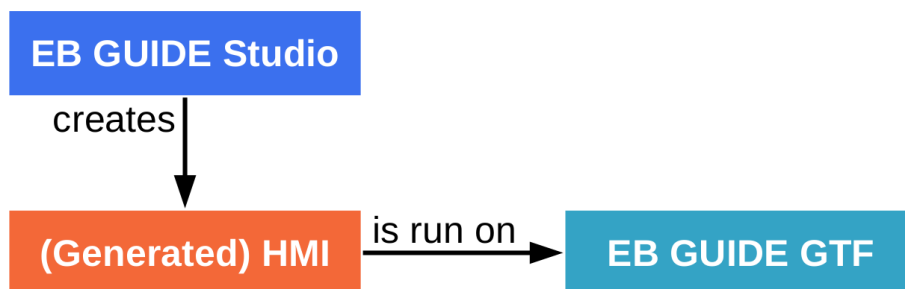 EB GUIDE Studio
creates
(Generated) HMI
is run on
EB GUIDE GTF